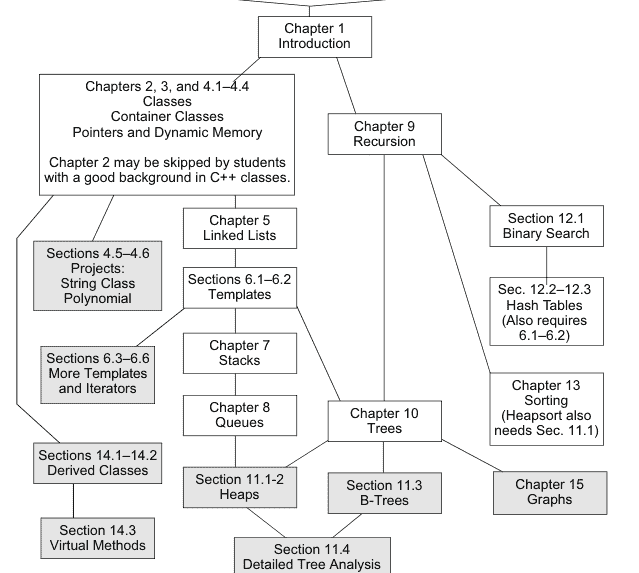 Chapter 1
Introduction
Chapters 2, 3, and 4.1–4.4
Classes
Container Classes
Pointers and Dynamic Memory
Chapter 2 may be skipped by students
with a good background in C++ classes.
Chapter 9
Recursion
Chapter 5
Linked Lists
Section 12.1
Binary Search
Sections 4.5–4.6
Projects:
String Class
Polynomial
Sections 6.1–6.2
Templates
Sec. 12.2–12.3
Hash Tables
(Also requires
6.1–6.2)
Chapter 7
Stacks
Sections 6.3–6.6
More Templates
and Iterators
Chapter 13
Sorting
(Heapsort also
needs Sec. 11.1)
Chapter 8
Queues
Chapter 10
Trees
Sections 14.1–14.2
Derived Classes
Section 11.1-2
Heaps
Section 11.3
B-Trees
Chapter 15
Graphs
Section 14.3
Virtual Methods
Section 11.4
Detailed Tree Analysis